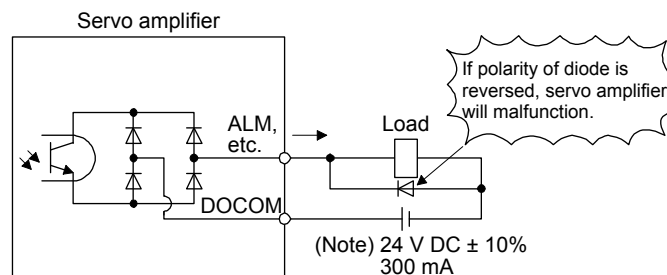 Servo amplifier
If polarity of diode is
reversed, servo amplifier
will malfunction.
ALM,
etc.
Load
DOCOM
(Note) 24 V DC ± 10%
300 mA